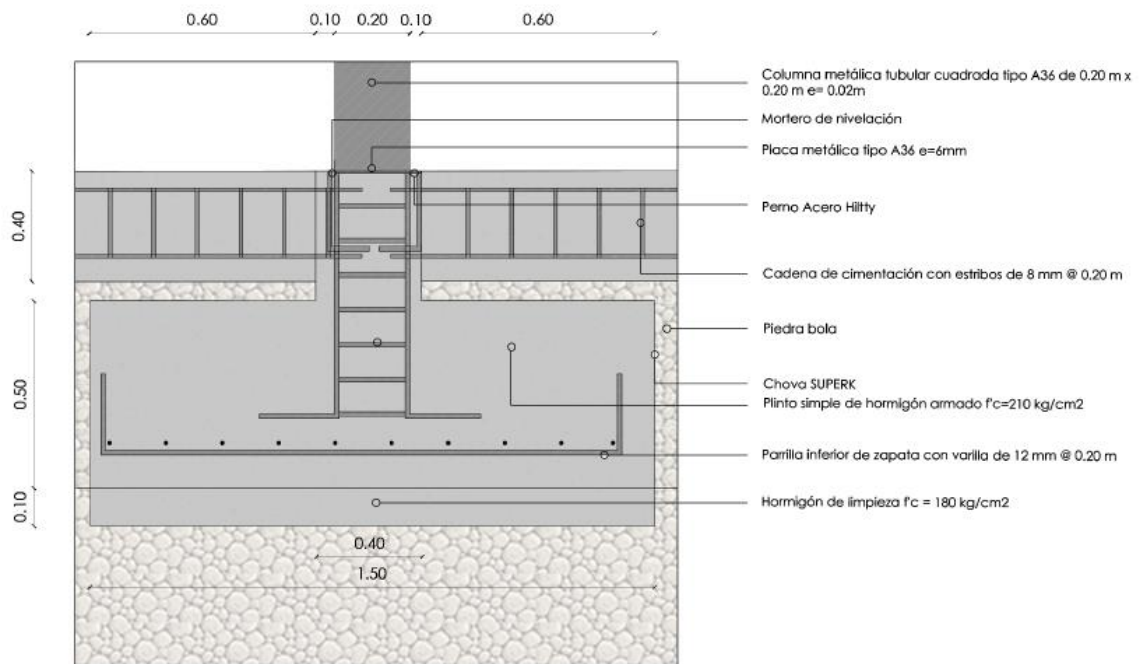 0.60 0.10 0.20 0.10 0.60
Columna metálica tubular cuadrada tipo A36 de 0.20 m x
0.20 m e= 0.02m
Mortero de nivelación
Placa metálica tipo A36 e=6mm
Perno Acero Hiltty
0.40
Cadena de cimentación con estribos de 8 mm @ 0.20 m
Piedra bola
Chova SUPERK
0.50
Plinto simple de hormigón armado f'c=210 kg/cm2
Parrilla inferior de zapata con varilla de 12 mm @ 0.20 m
0.10
Hormigón de limpieza f'c = 180 kg/cm2
0.40
1.50